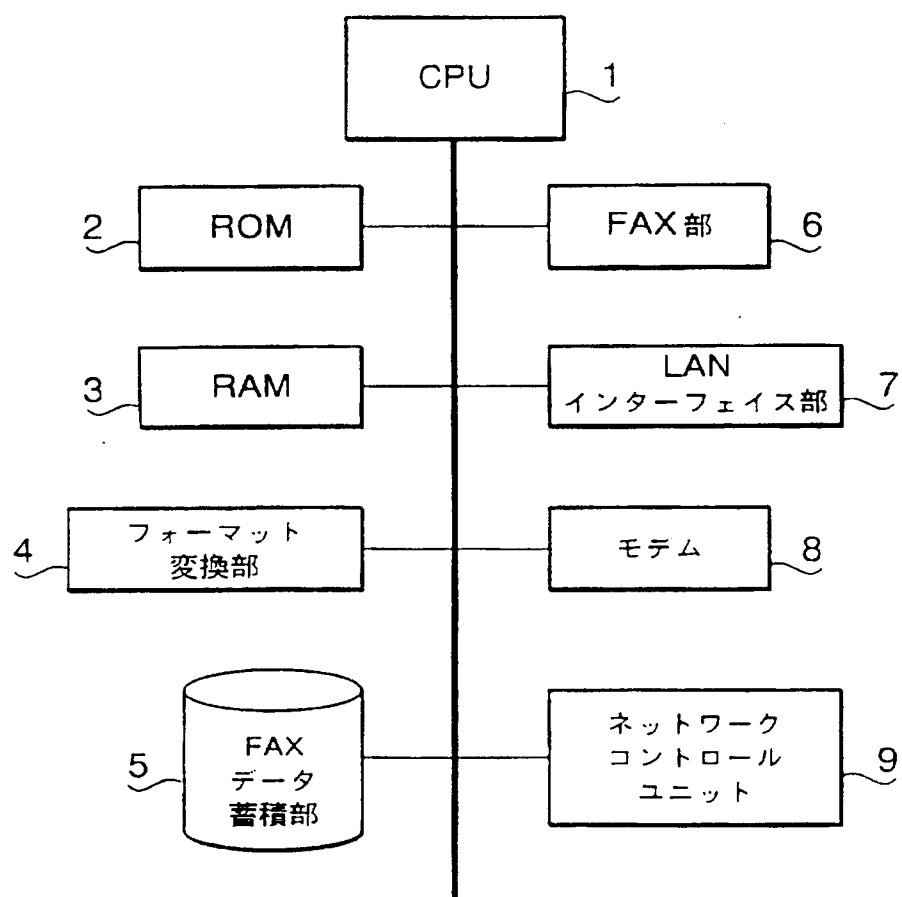 CPU
1
2
ROM
FAX部
6
3
RAM
LAN
インターフェイス部
7
4
フォーマット
変換部
モデム
8
5
FAX
データ
蓄積部
ネットワーク
コントロール
ユニット
9